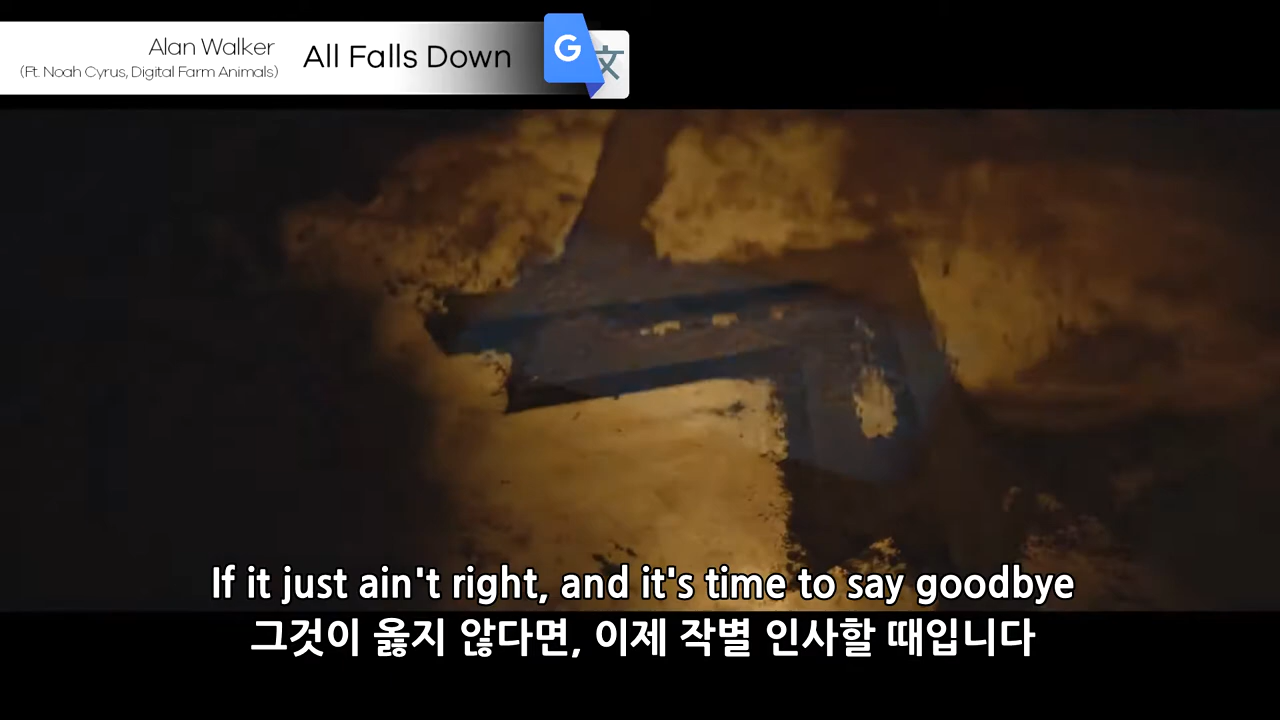 Alan Walker
(Ft. Noah Cyrus, Digital Farm Animals)
All Falls Down
G 文
If it just ain't right, and it's time to say goodbye
그것이 옳지 않다면, 이제 작별 인사할 때입니다